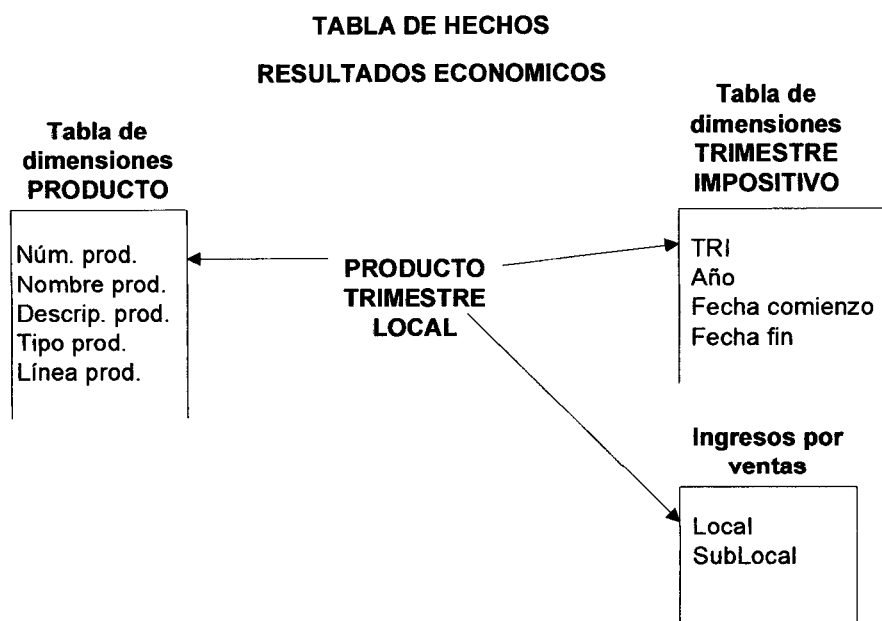 TABLA DE HECHOS
RESULTADOS ECONOMICOS
Tabla de
dimensiones
PRODUCTO
Núm. prod.
Nombre prod.
Descrip. prod.
Tipo prod.
Línea prod.
PRODUCTO
TRIMESTRE
LOCAL
Tabla de
dimensiones
TRIMESTRE
IMPOSITIVO
TRI
Año
Fecha comienzo
Fecha fin
Ingresos por
ventas
Local
SubLocal